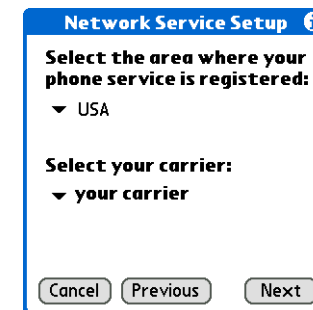 Network Service Setup
Select the area where your
phone service is registered:
USA
Select your carrier:
your carrier
Cancel Previous Next